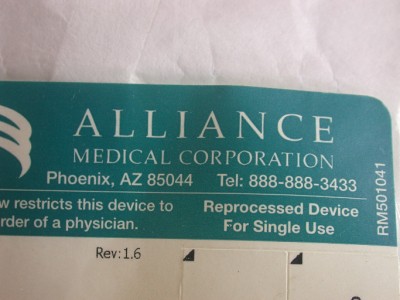 ALLIANCE
MEDICAL CORPORATION
Phoenix, AZ 85044 Tel: 888-888-3433
restricts this device to
of a physician.
Reprocessed Device
For Single Use
RM501041
Rev: 1.6